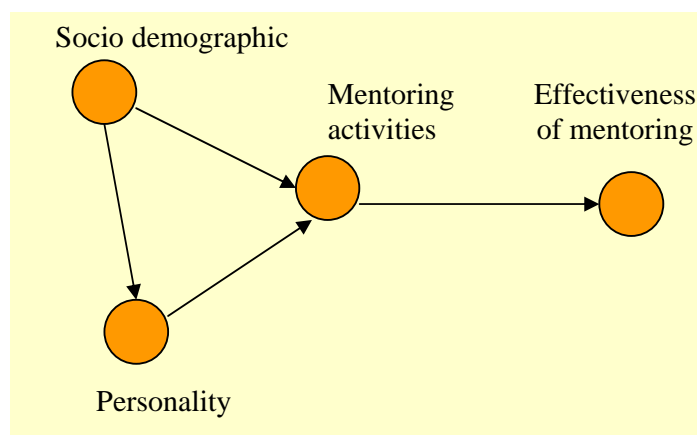 Socio demographic
Mentoring
activities
Effectiveness
of mentoring
Personality